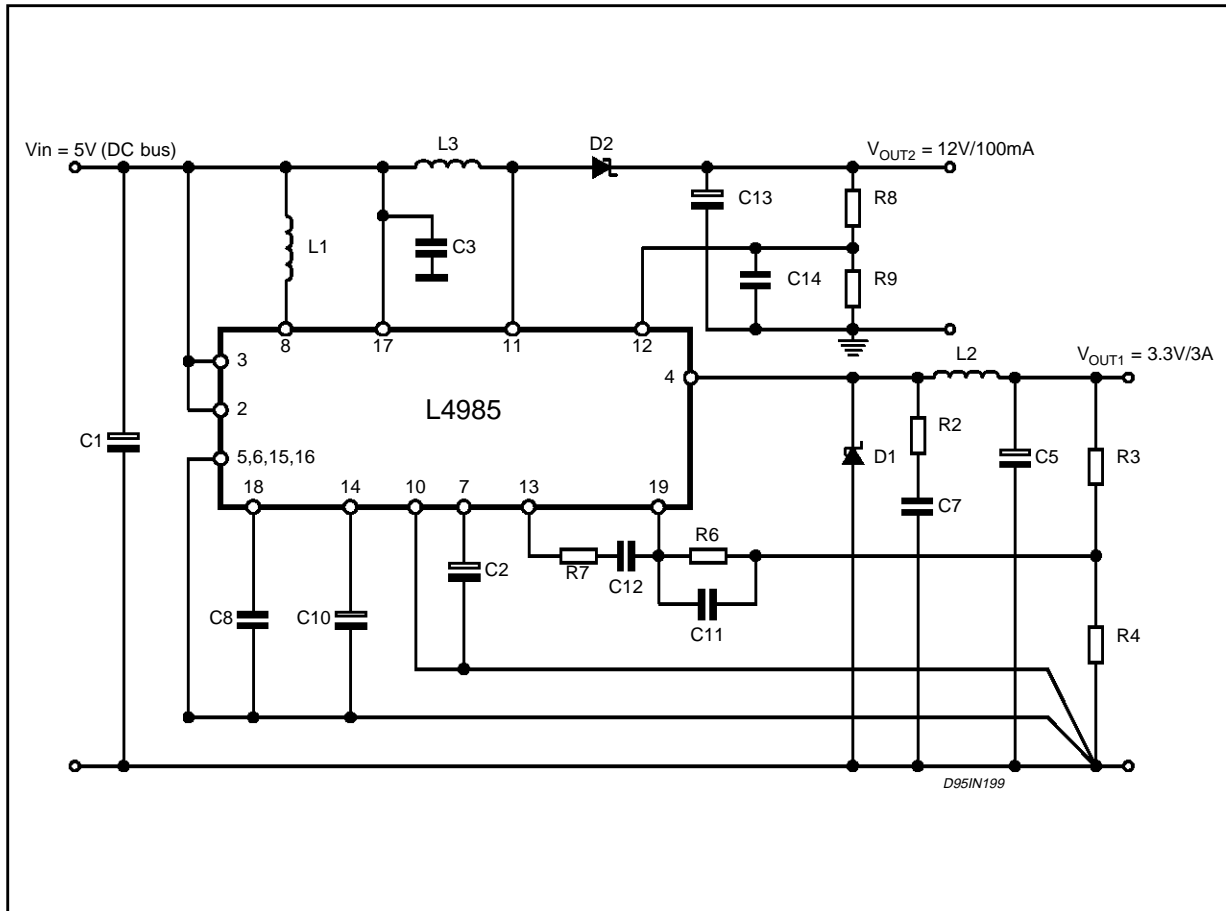 Vin = 5V (DC bus)
L3
D2
VOUT2 = 12V/100mA
C13
R8
L1
C3
C14
R9
8
17
11
12
3
2
5,6,15,16
4
L4985
L2
VOUT1 = 3.3V/3A
C1
18
14
10
7
13
19
R2
D1
C5
R3
C7
R6
R7
C12
C2
C11
C8
C10
R4
D95IN199